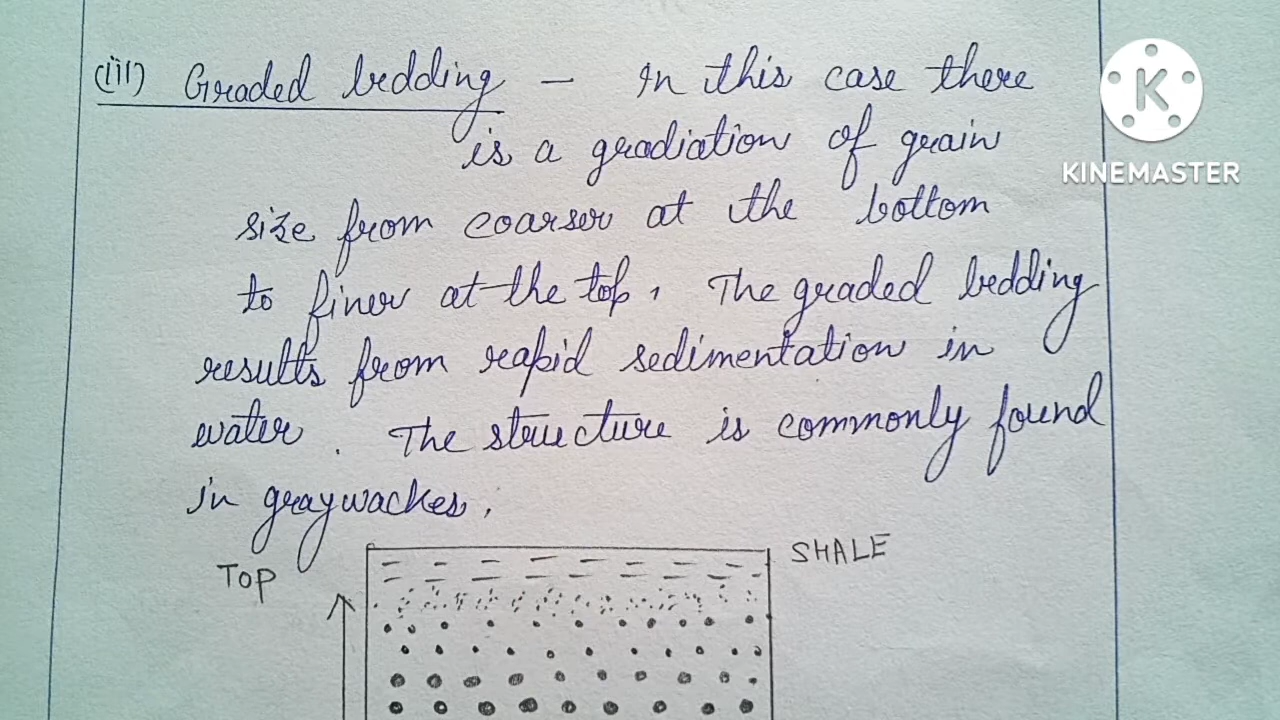 (iii) Graded bedding — In this case there
is a gradiation of grain
size from coarser at the bottom
to finer at the top. The graded bedding
results from rapid sedimentation in
water. The structure is commonly found
in graywackes.
TOP
SHALE
K
KINEMASTER